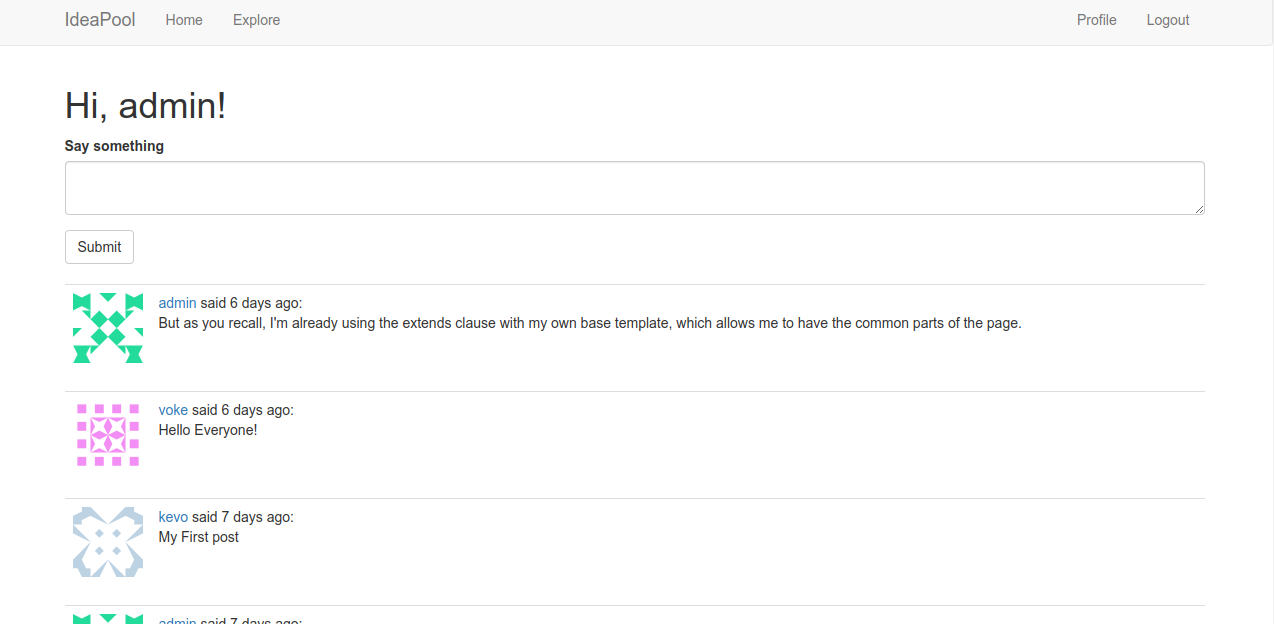 IdeaPool Home Explore Profile Logout
Hi, admin!
Say something
Submit
admin said 6 days ago:
But as you recall, I'm already using the extends clause with my own base template, which allows me to have the common parts of the page.
voke said 6 days ago:
Hello Everyone!
kevo said 7 days ago:
My First post
admin said 7 days ago: